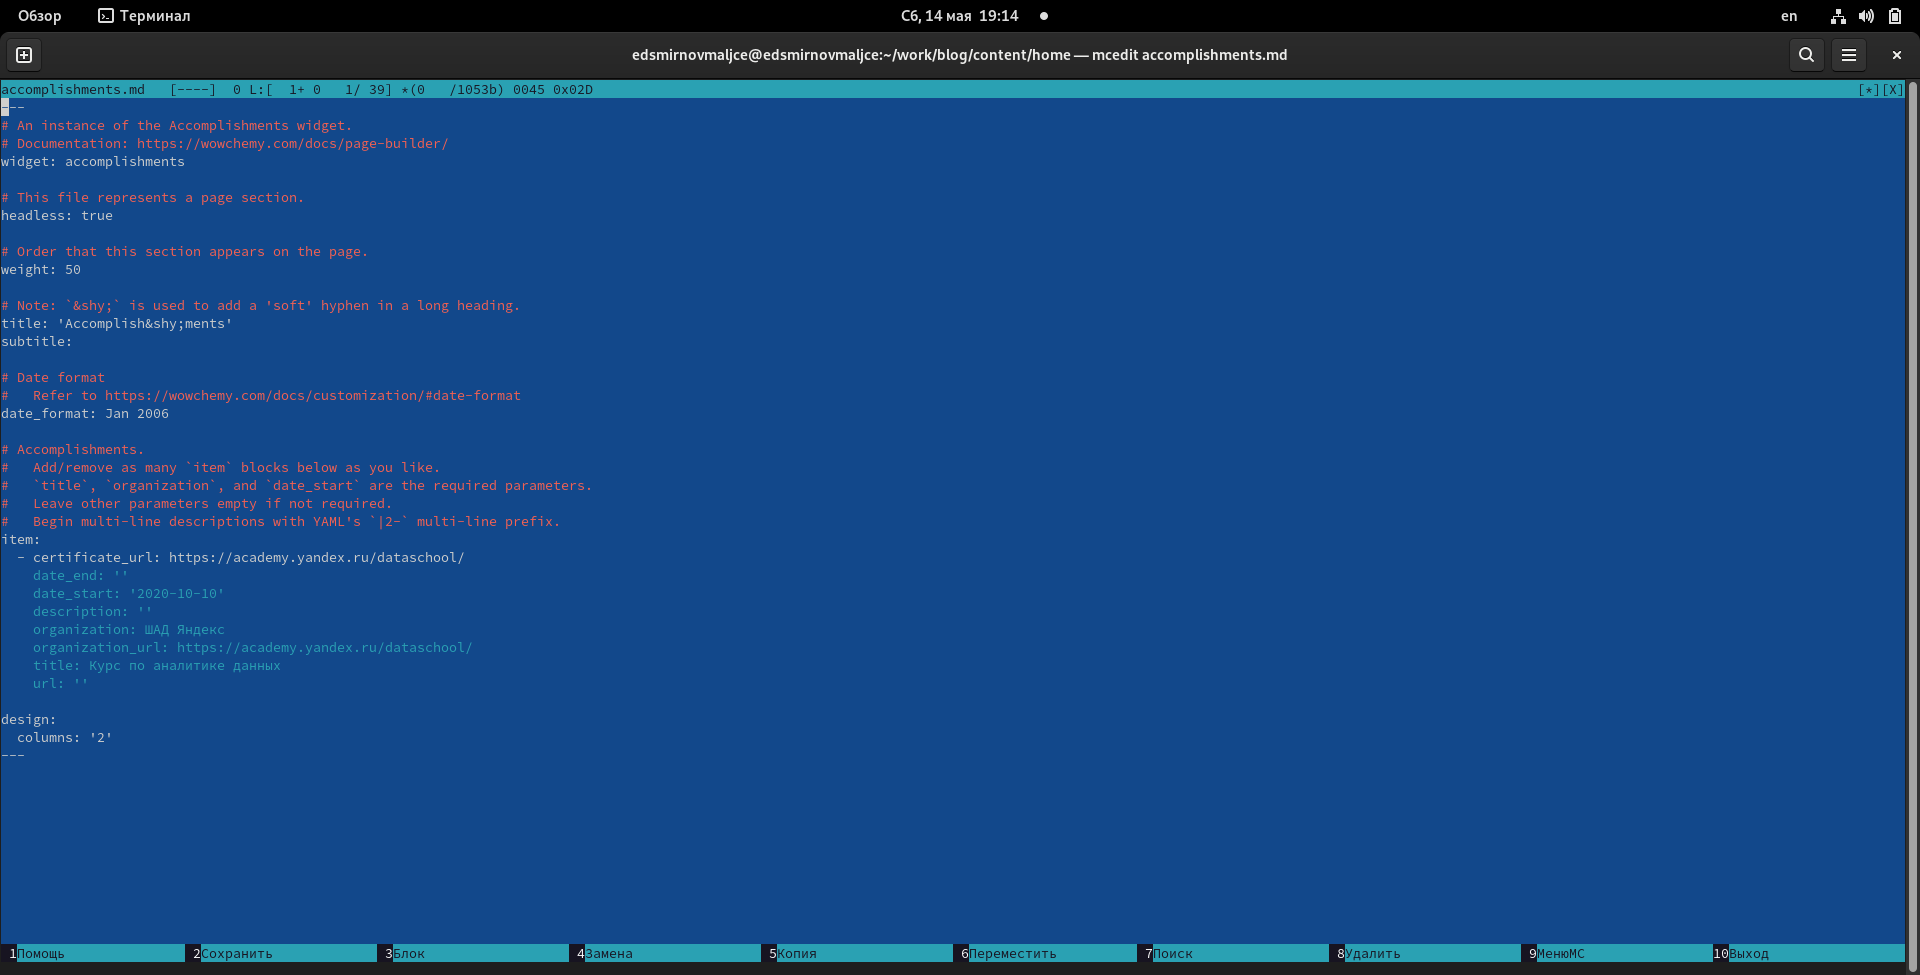 Обзор Терминал Сб, 14 мая 19:14 en
edsmirnovmaljce@edsmirnovmaljce:~/work/blog/content/home — mcedit accomplishments.md
accomplishments.md   [----]  0 L:[  1+ 0   1/ 39] *(0   /1053b) 0045 0x02D [*][X]
---
# An instance of the Accomplishments widget.
# Documentation: https://wowchemy.com/docs/page-builder/
widget: accomplishments
# This file represents a page section.
headless: true
# Order that this section appears on the page.
weight: 50
# Note: `&shy;` is used to add a 'soft' hyphen in a long heading.
title: 'Accomplish&shy;ments'
subtitle:
# Date format
#   Refer to https://wowchemy.com/docs/customization/#date-format
date_format: Jan 2006
# Accomplishments.
#   Add/remove as many `item` blocks below as you like.
#   `title`, `organization`, and `date_start` are the required parameters.
#   Leave other parameters empty if not required.
#   Begin multi-line descriptions with YAML's `|2-` multi-line prefix.
item:
  - certificate_url: https://academy.yandex.ru/dataschool/
    date_end: ''
    date_start: '2020-10-10'
    description: ''
    organization: ШАД Яндекс
    organization_url: https://academy.yandex.ru/dataschool/
    title: Курс по аналитике данных
    url: ''
design:
  columns: '2'
---
1Помощь 2Сохранить 3Блок 4Замена 5Копия 6Переместить 7Поиск 8Удалить 9МенюМС 10Выход